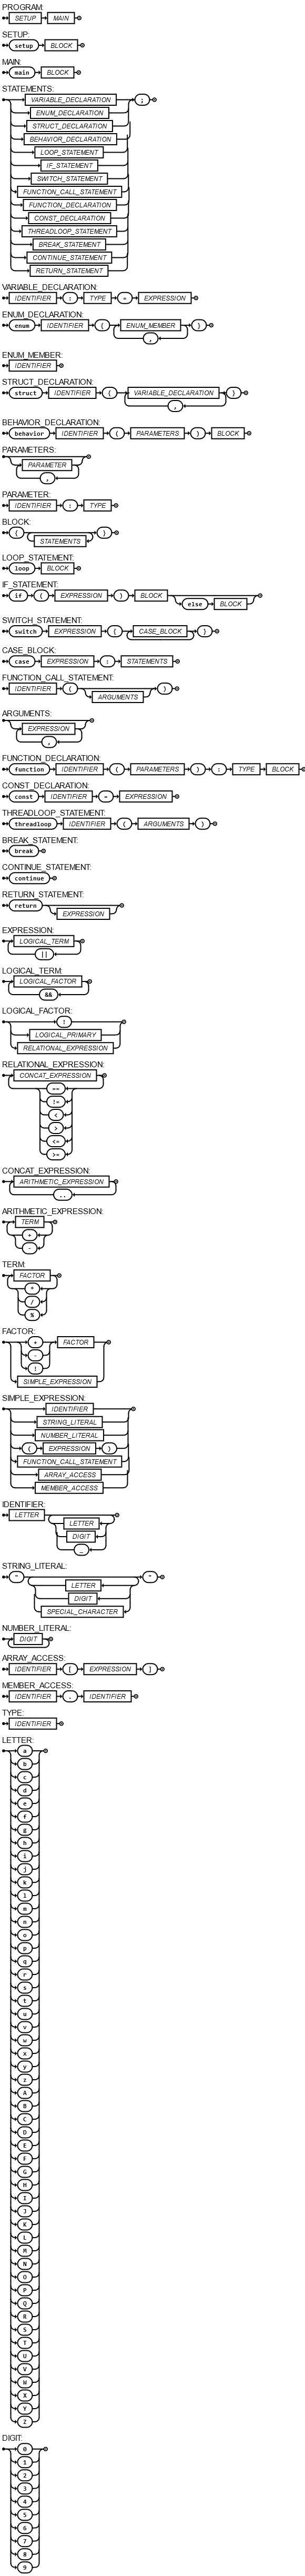 PROGRAM:
SETUP MAIN
SETUP:
setup BLOCK
MAIN:
main BLOCK
STATEMENTS:
VARIABLE_DECLARATION ;
ENUM_DECLARATION
STRUCT_DECLARATION
BEHAVIOR_DECLARATION
LOOP_STATEMENT
IF_STATEMENT
SWITCH_STATEMENT
FUNCTION_CALL_STATEMENT
FUNCTION_DECLARATION
CONST_DECLARATION
THREADLOOP_STATEMENT
BREAK_STATEMENT
CONTINUE_STATEMENT
RETURN_STATEMENT
VARIABLE_DECLARATION:
IDENTIFIER : TYPE = EXPRESSION
ENUM_DECLARATION:
enum IDENTIFIER { ENUM_MEMBER }
,
ENUM_MEMBER:
IDENTIFIER
STRUCT_DECLARATION:
struct IDENTIFIER { VARIABLE_DECLARATION }
,
BEHAVIOR_DECLARATION:
behavior IDENTIFIER ( PARAMETERS ) BLOCK
PARAMETERS:
PARAMETER
,
PARAMETER:
IDENTIFIER : TYPE
BLOCK:
{ }
STATEMENTS
LOOP_STATEMENT:
loop BLOCK
IF_STATEMENT:
if ( EXPRESSION ) BLOCK
else BLOCK
SWITCH_STATEMENT:
switch EXPRESSION { CASE_BLOCK }
CASE_BLOCK:
case EXPRESSION : STATEMENTS
FUNCTION_CALL_STATEMENT:
IDENTIFIER ( )
ARGUMENTS
ARGUMENTS:
EXPRESSION
,
FUNCTION_DECLARATION:
function IDENTIFIER ( PARAMETERS ) : TYPE BLOCK
CONST_DECLARATION:
const IDENTIFIER = EXPRESSION
THREADLOOP_STATEMENT:
threadloop IDENTIFIER ( ARGUMENTS )
BREAK_STATEMENT:
break
CONTINUE_STATEMENT:
continue
RETURN_STATEMENT:
return
EXPRESSION
EXPRESSION:
LOGICAL_TERM
||
LOGICAL_TERM:
LOGICAL_FACTOR
&&
LOGICAL_FACTOR:
!
LOGICAL_PRIMARY
RELATIONAL_EXPRESSION
RELATIONAL_EXPRESSION:
CONCAT_EXPRESSION
==
!=
<
>
<=
>=
CONCAT_EXPRESSION:
ARITHMETIC_EXPRESSION
..
ARITHMETIC_EXPRESSION:
TERM
+
-
TERM:
FACTOR
*
/
%
FACTOR:
+ FACTOR
-
!
SIMPLE_EXPRESSION
SIMPLE_EXPRESSION:
IDENTIFIER
STRING_LITERAL
NUMBER_LITERAL
( EXPRESSION )
FUNCTION_CALL_STATEMENT
ARRAY_ACCESS
MEMBER_ACCESS
IDENTIFIER:
LETTER
LETTER
DIGIT
_
STRING_LITERAL:
" "
LETTER
DIGIT
SPECIAL_CHARACTER
NUMBER_LITERAL:
DIGIT
ARRAY_ACCESS:
IDENTIFIER [ EXPRESSION ]
MEMBER_ACCESS:
IDENTIFIER . IDENTIFIER
TYPE:
IDENTIFIER
LETTER:
a
b
c
d
e
f
g
h
i
j
k
l
m
n
o
p
q
r
s
t
u
v
w
x
y
z
A
B
C
D
E
F
G
H
I
J
K
L
M
N
O
P
Q
R
S
T
U
V
W
X
Y
Z
DIGIT:
0
1
2
3
4
5
6
7
8
9